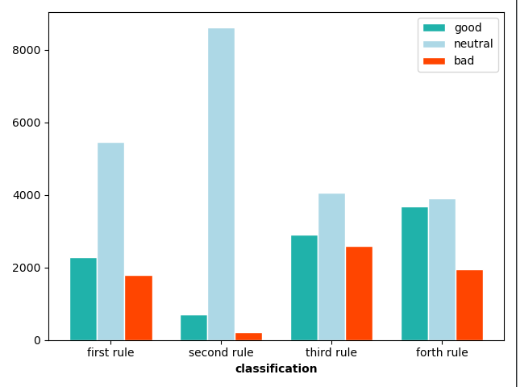 good
neutral
bad
8000
6000
4000
2000
0
first rule second rule third rule forth rule
classification